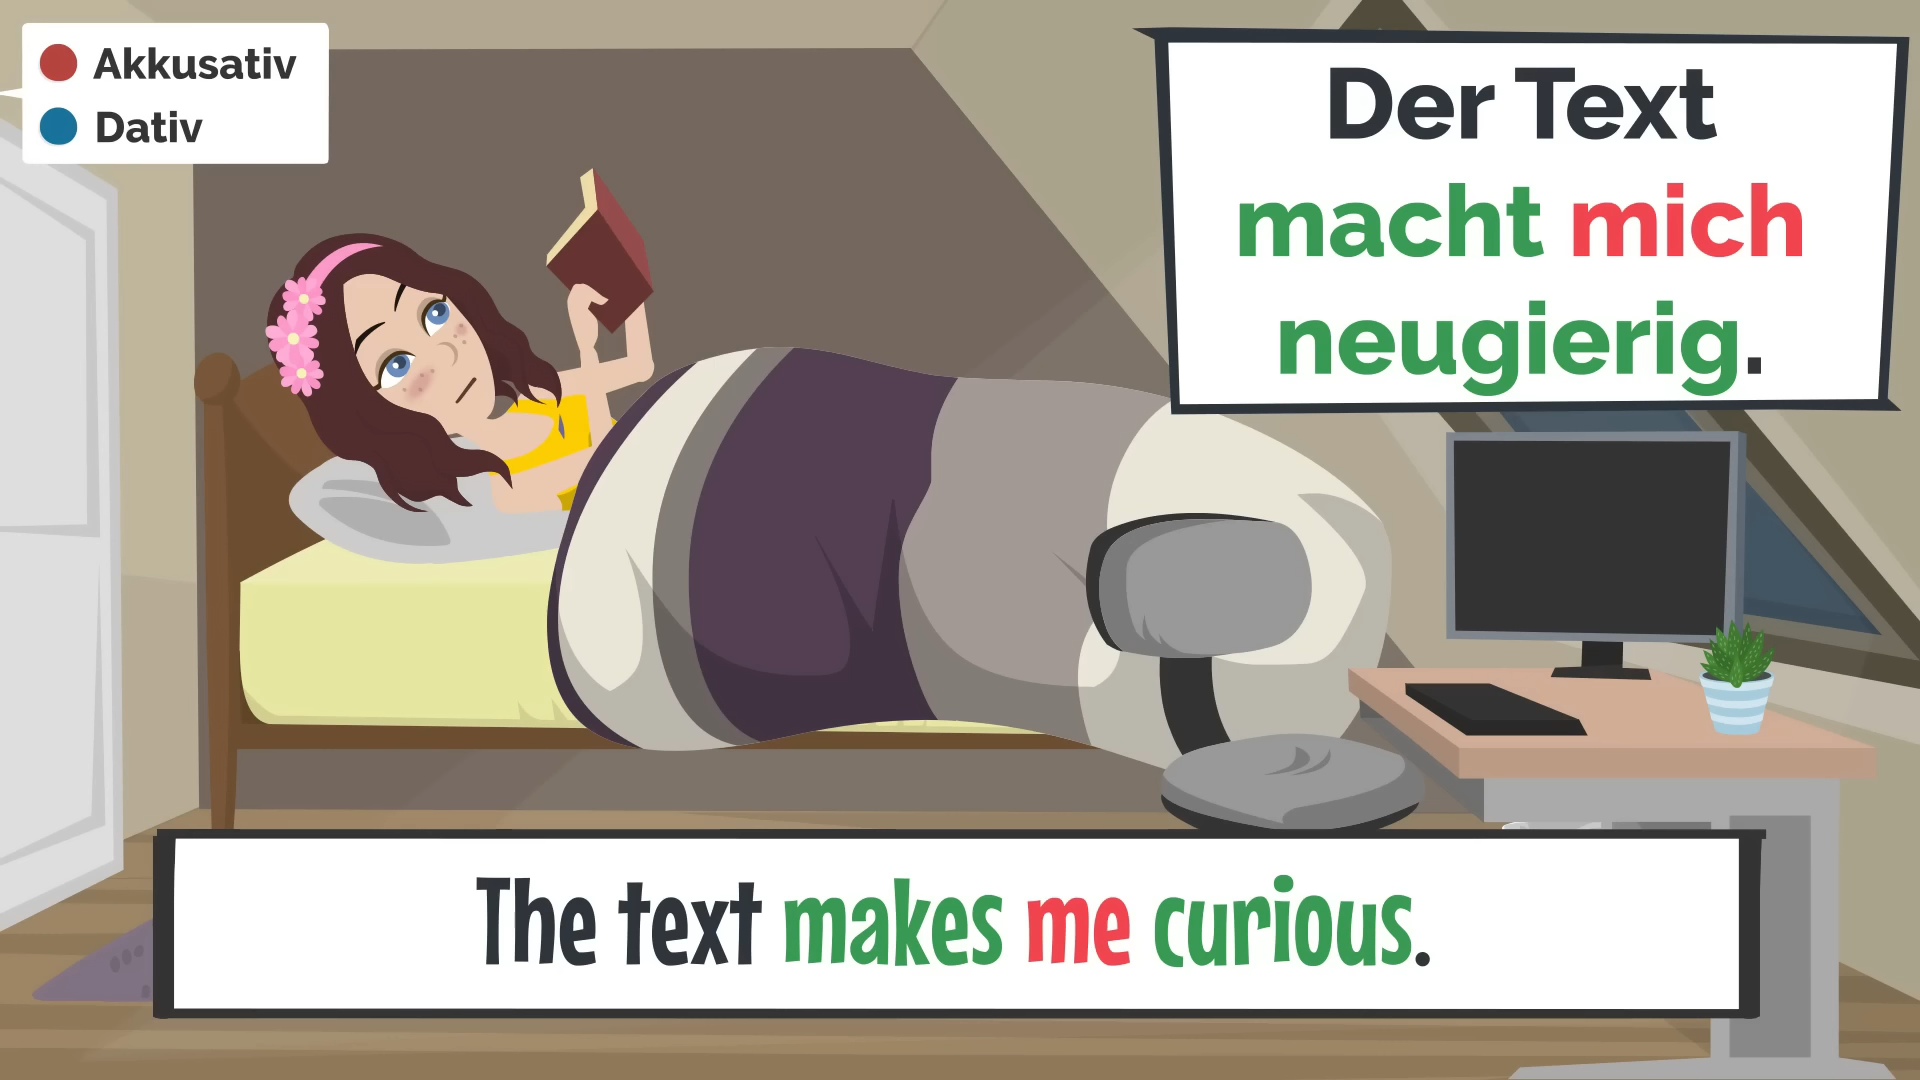 Akkusativ
Dativ
Der Text
macht mich
neugierig.
The text makes me curious.